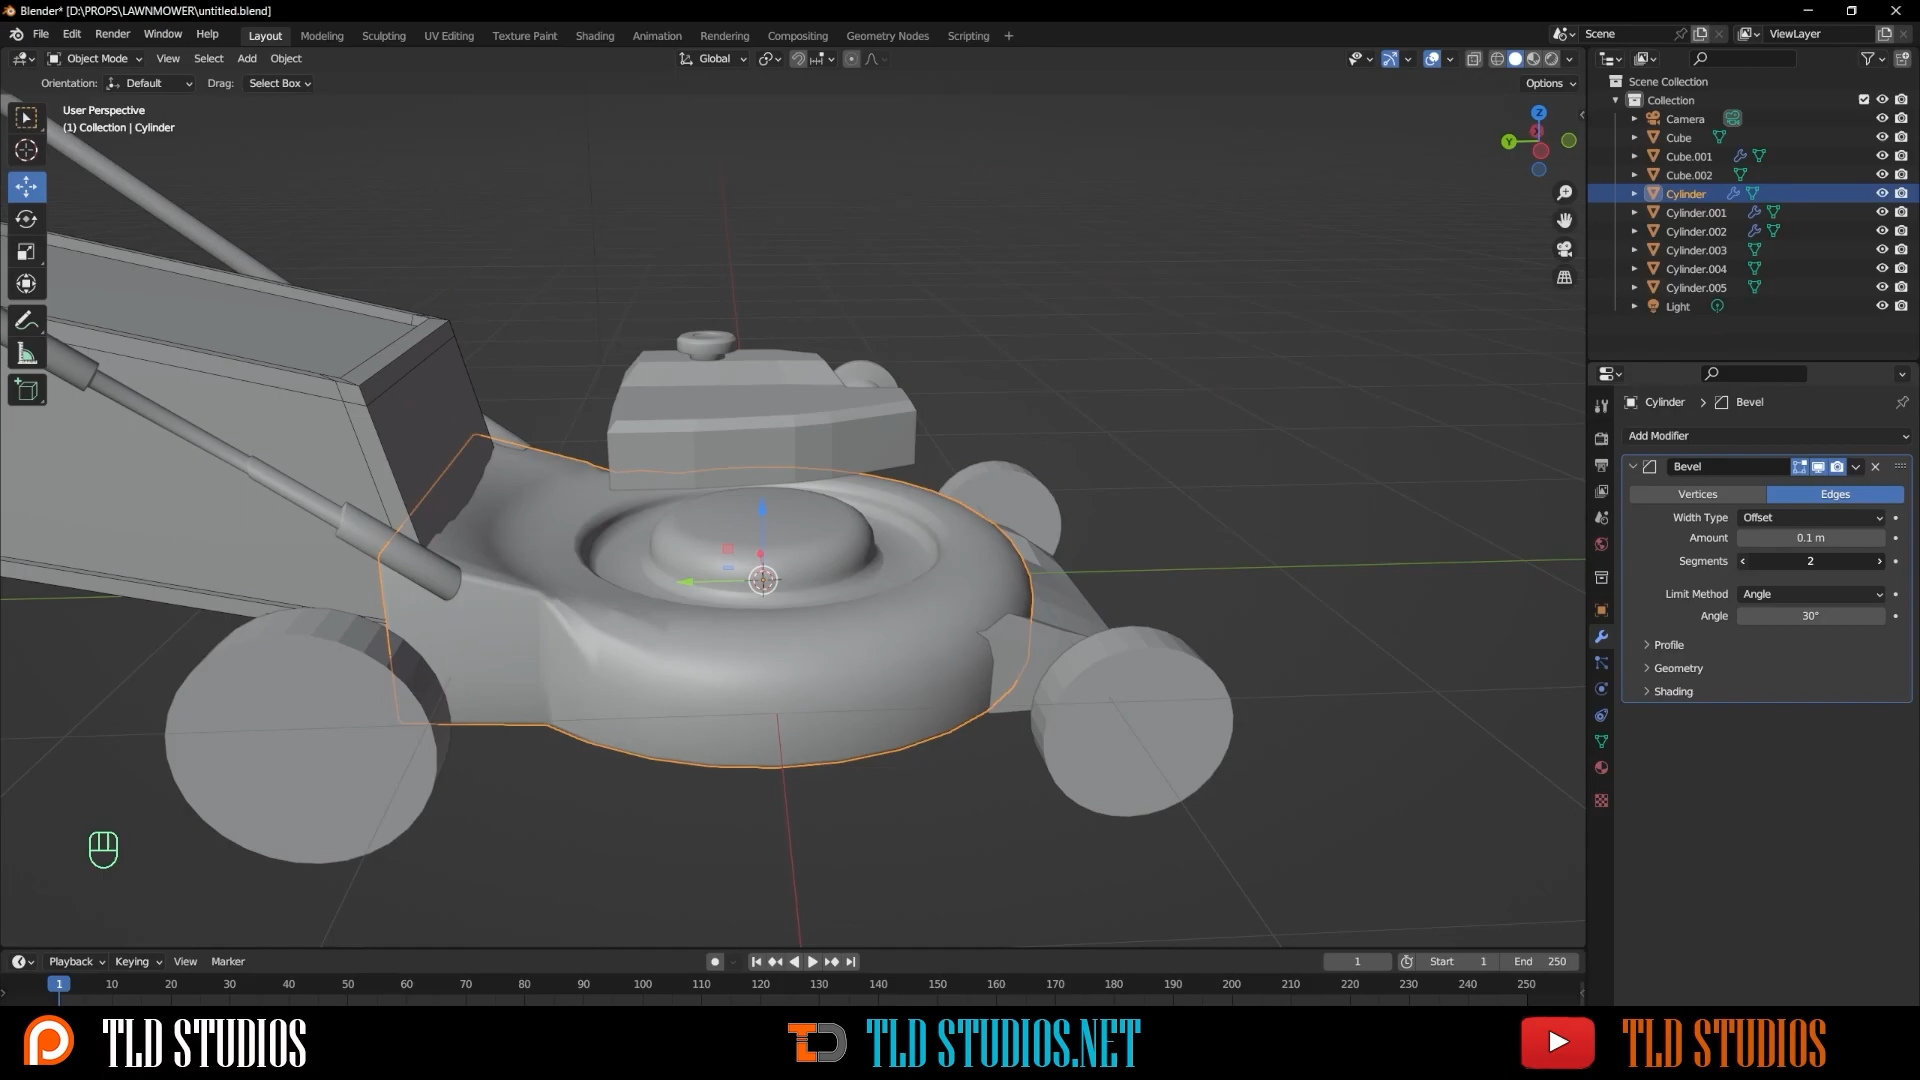 Blender* [D:\PROPS\LAWNMOWER\untitled.blend]
File Edit Render Window Help Layout Modeling Sculpting UV Editing Texture Paint Shading Animation Rendering Compositing Geometry Nodes Scripting + Scene ViewLayer
Object Mode View Select Add Object Global
Orientation: Default Drag: Select Box Options
User Perspective
(1) Collection | Cylinder
Z
Y
Scene Collection
Collection
Camera
Cube
Cube.001
Cube.002
Cylinder
Cylinder.001
Cylinder.002
Cylinder.003
Cylinder.004
Cylinder.005
Light
Cylinder > Bevel
Add Modifier
Bevel
Vertices Edges
Width Type Offset
Amount 0.1 m
Segments 2
Limit Method Angle
Angle 30°
Profile
Geometry
Shading
Playback Keying View Marker 1 Start 1 End 250
1 10 20 30 40 50 60 70 80 90 100 110 120 130 140 150 160 170 180 190 200 210 220 230 240 250
TLD STUDIOS TLD STUDIOS.NET TLD STUDIOS